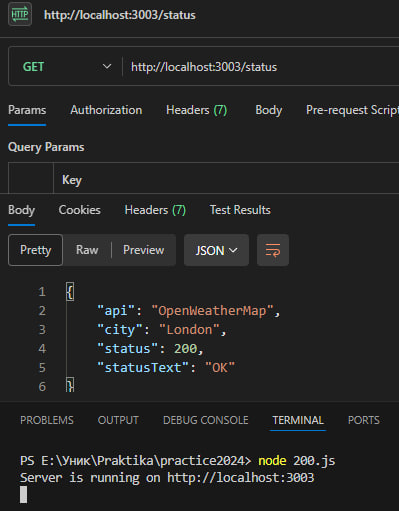 HTTP http://localhost:3003/status
GET http://localhost:3003/status
Params Authorization Headers (7) Body Pre-request Script
Query Params
Key
Body Cookies Headers (7) Test Results
Pretty Raw Preview JSON
1 {
2 "api": "OpenWeatherMap",
3 "city": "London",
4 "status": 200,
5 "statusText": "OK"
6 }
PROBLEMS OUTPUT DEBUG CONSOLE TERMINAL PORTS
PS E:\Уник\Praktika\practice2024> node 200.js
Server is running on http://localhost:3003